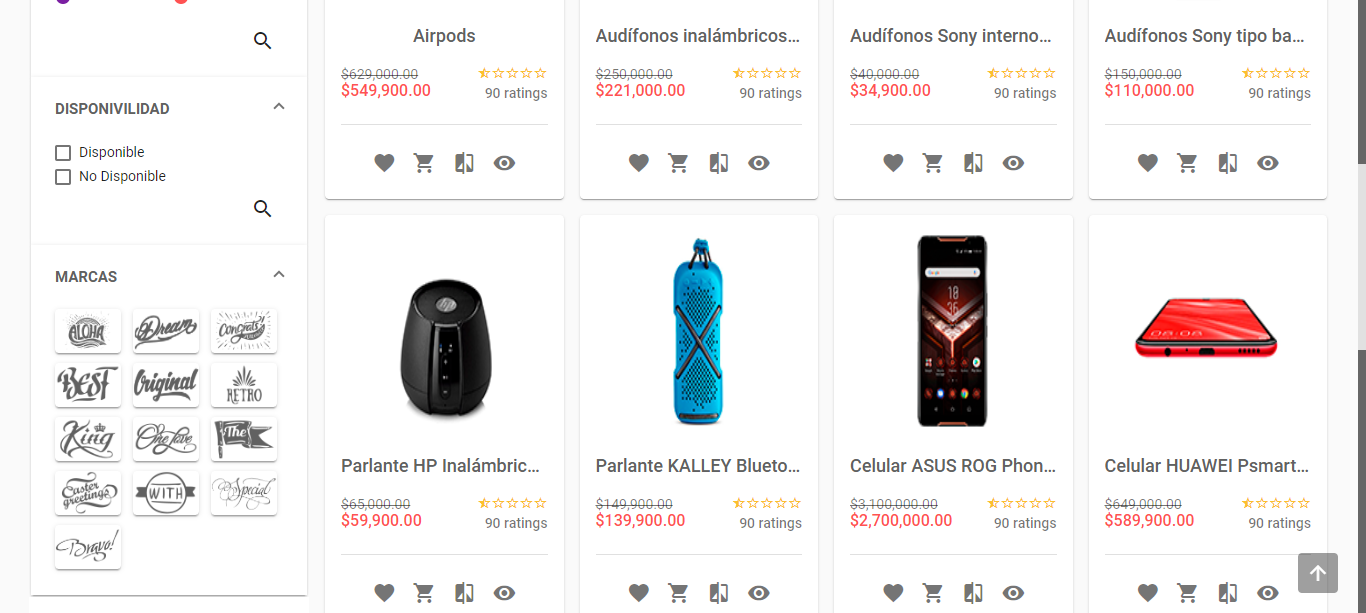 DISPONIVILIDAD
Disponible
No Disponible
MARCAS
ALOHA
Dream
Congrats!
BEST
Original
RETRO
King
One Love
The
Easter
greetings
WITH
Special
Bravo!
Airpods
$629,000.00
$549,900.00
90 ratings
Audífonos inalámbricos...
$250,000.00
$221,000.00
90 ratings
Audífonos Sony interno...
$40,000.00
$34,900.00
90 ratings
Audífonos Sony tipo ba...
$150,000.00
$110,000.00
90 ratings
Parlante HP Inalámbric...
$65,000.00
$59,900.00
90 ratings
Parlante KALLEY Blueto...
$149,900.00
$139,900.00
90 ratings
Celular ASUS ROG Phon...
$3,100,000.00
$2,700,000.00
90 ratings
08:08
Celular HUAWEI Psmart...
$649,000.00
$589,900.00
90 ratings